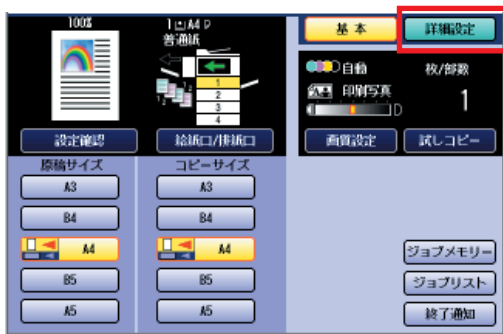 100%
1 A4
普通紙
1
2
3
4
設定確認
給紙口/排紙口
基本
詳細設定
自動
枚/部数
印刷写真
1
D
画質設定
試しコピー
原稿サイズ
コピーサイズ
A3
A3
B4
B4
A4
A4
B5
B5
A5
A5
ジョブメモリー
ジョブリスト
終了通知